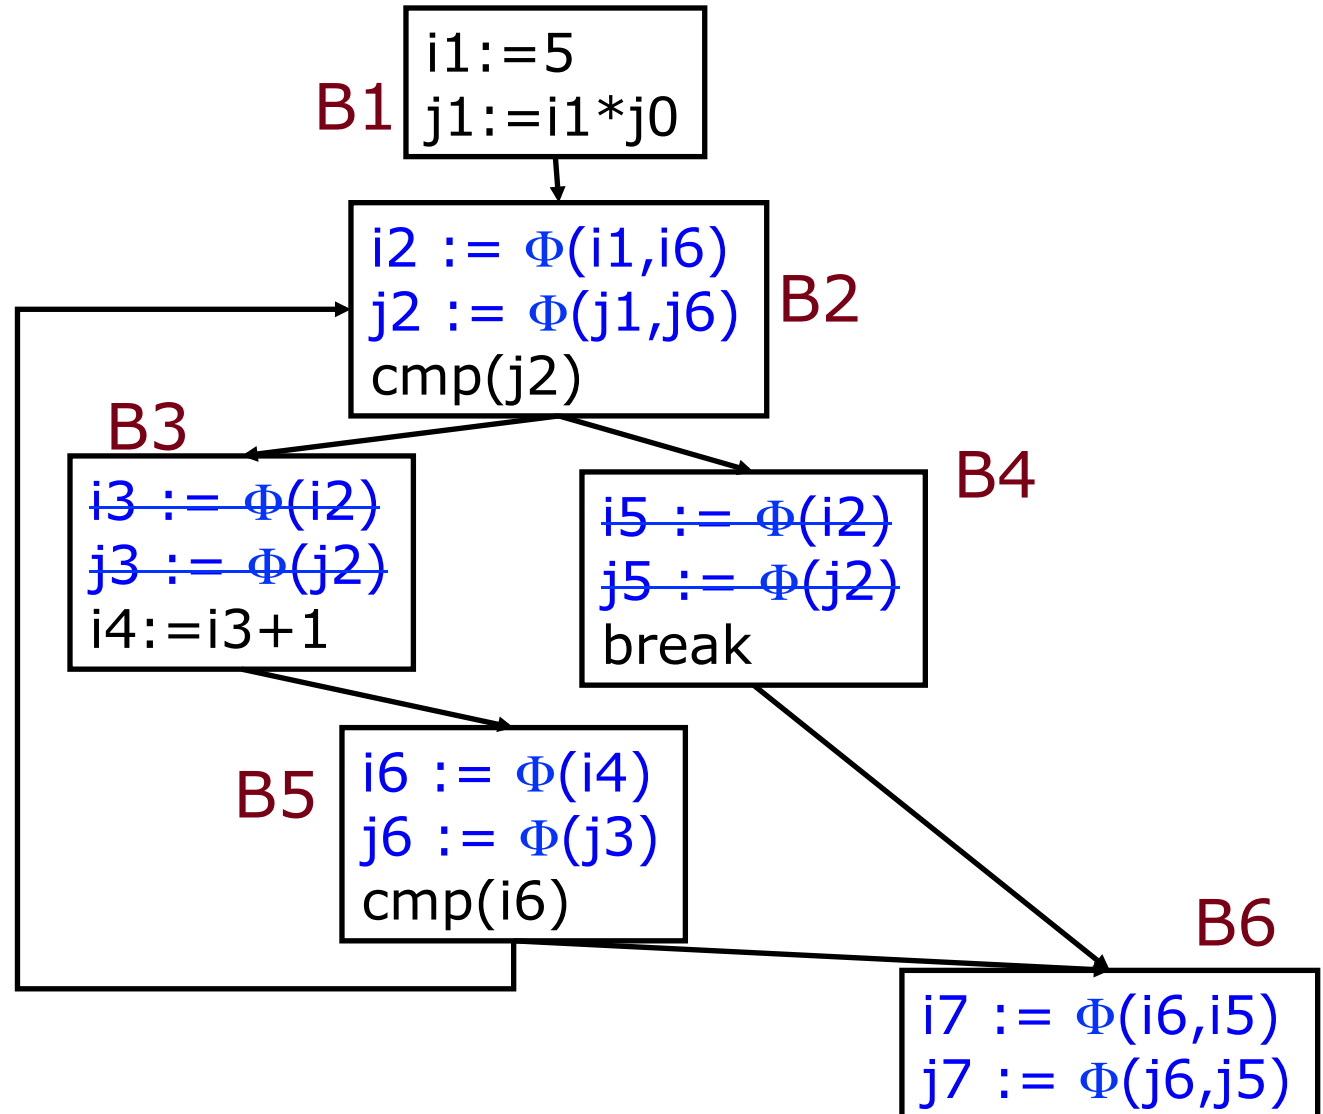 i1:=5
j1:=i1*j0
B1
i2 := Φ(i1,i6)
j2 := Φ(j1,j6)
cmp(j2)
B2
B3
i3 := Φ(i2)
j3 := Φ(j2)
i4:=i3+1
B4
i5 := Φ(i2)
j5 := Φ(j2)
break
B5
i6 := Φ(i4)
j6 := Φ(j3)
cmp(i6)
B6
i7 := Φ(i6,i5)
j7 := Φ(j6,j5)